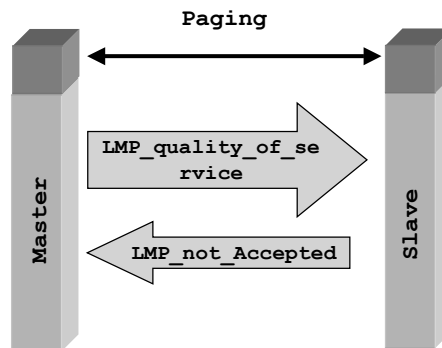 Paging
LMP_quality_of_se
rvice
LMP_not_Accepted
Master
Slave